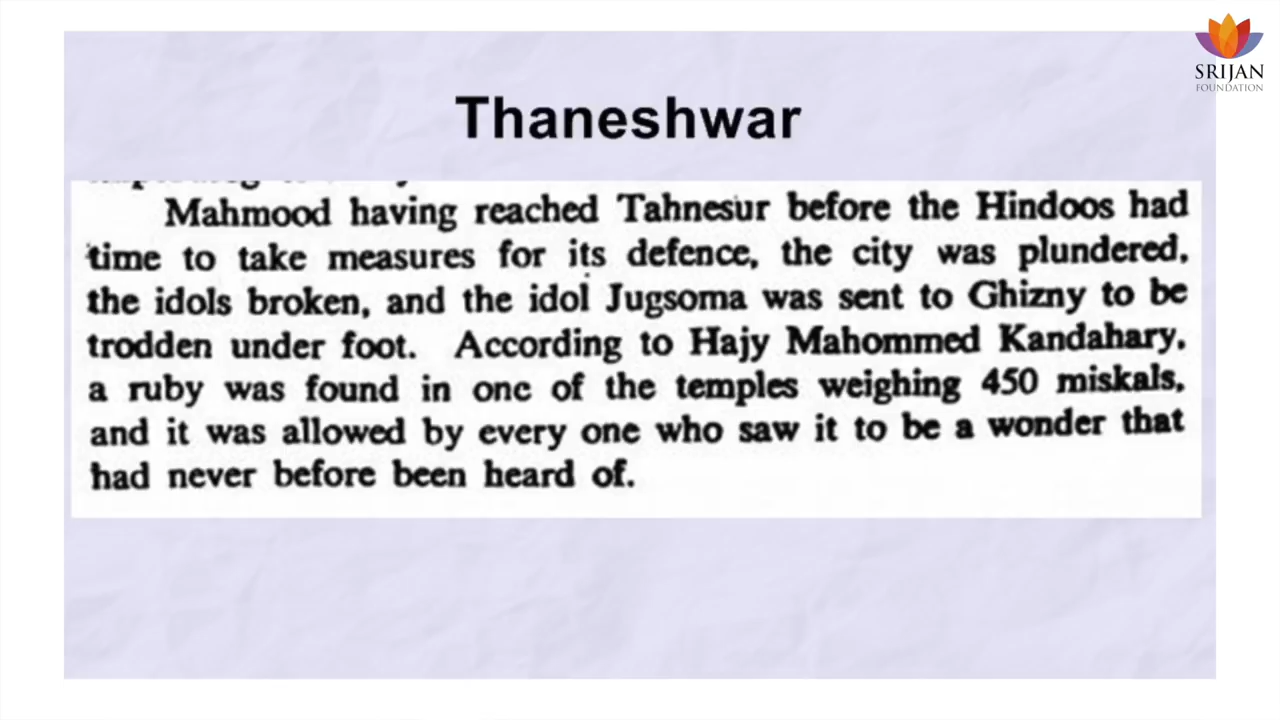 SRIJAN
FOUNDATION
Thaneshwar
Mahmood having reached Tahnesur before the Hindoos had
time to take measures for its defence, the city was plundered,
the idols broken, and the idol Jugsoma was sent to Ghizny to be
trodden under foot. According to Hajy Mahommed Kandahary,
a ruby was found in one of the temples weighing 450 miskals,
and it was allowed by every one who saw it to be a wonder that
had never before been heard of.